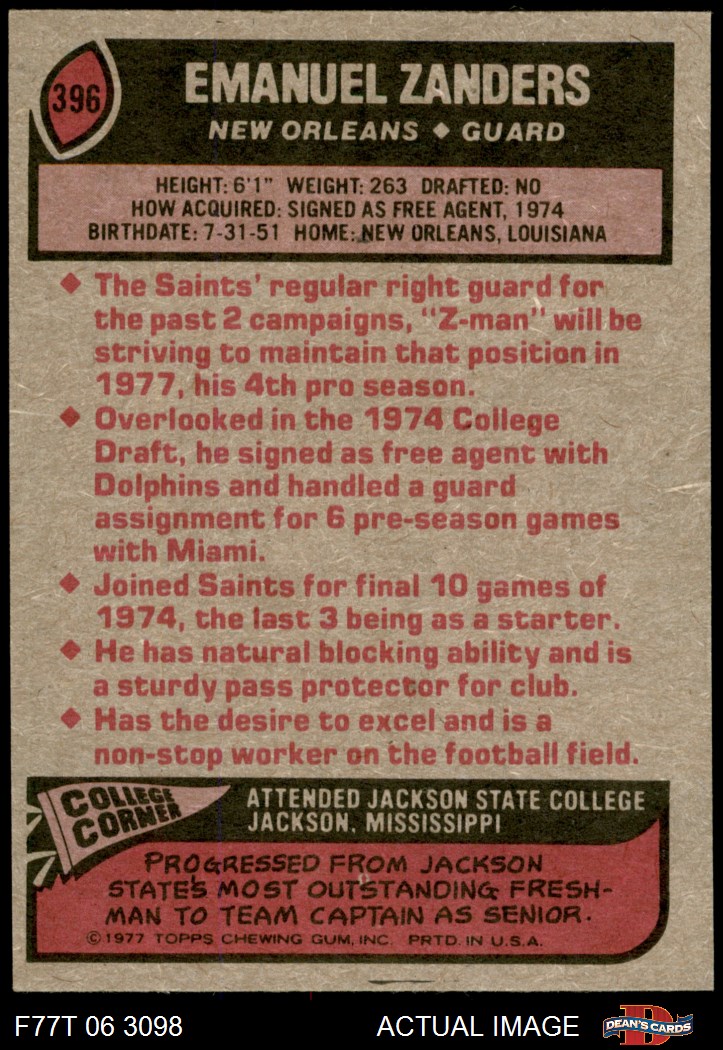 396
EMANUEL ZANDERS
NEW ORLEANS ◆ GUARD
HEIGHT: 6'1" WEIGHT: 263 DRAFTED: NO
HOW ACQUIRED: SIGNED AS FREE AGENT, 1974
BIRTHDATE: 7-31-51 HOME: NEW ORLEANS, LOUISIANA
◆ The Saints' regular right guard for
the past 2 campaigns, "Z-man" will be
striving to maintain that position in
1977, his 4th pro season.
◆ Overlooked in the 1974 College
Draft, he signed as free agent with
Dolphins and handled a guard
assignment for 6 pre-season games
with Miami.
◆ Joined Saints for final 10 games of
1974, the last 3 being as a starter.
◆ He has natural blocking ability and is
a sturdy pass protector for club.
◆ Has the desire to excel and is a
non-stop worker on the football field.
COLLEGE
CORNER
ATTENDED JACKSON STATE COLLEGE
JACKSON, MISSISSIPPI
PROGRESSED FROM JACKSON
STATE'S MOST OUTSTANDING FRESH-
MAN TO TEAM CAPTAIN AS SENIOR.
© 1977 TOPPS CHEWING GUM, INC. PRTD. IN U.S.A.
F77T 06 3098
ACTUAL IMAGE
D
DEAN'S CARDS